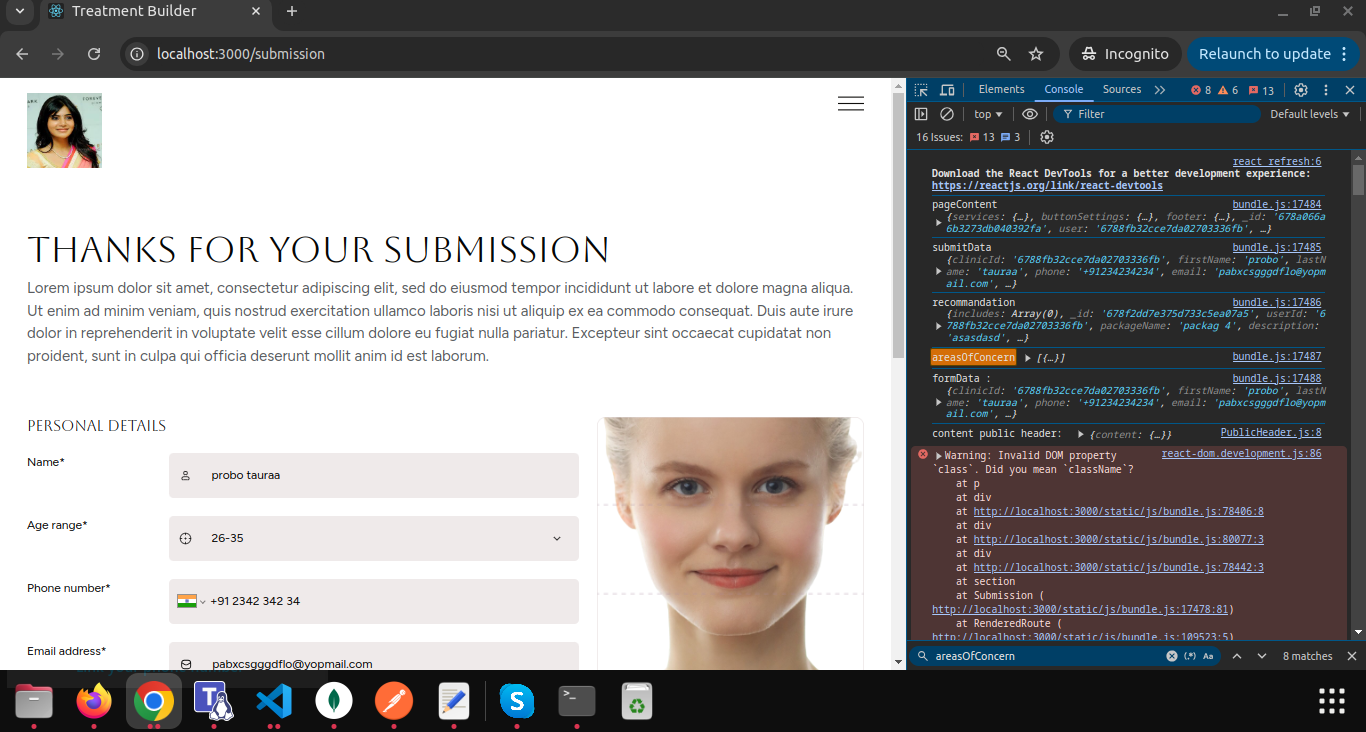 Treatment Builder
localhost:3000/submission
Incognito
Relaunch to update
THANKS FOR YOUR SUBMISSION
Lorem ipsum dolor sit amet, consectetur adipiscing elit, sed do eiusmod tempor incididunt ut labore et dolore magna aliqua.
Ut enim ad minim veniam, quis nostrud exercitation ullamco laboris nisi ut aliquip ex ea commodo consequat. Duis aute irure
dolor in reprehenderit in voluptate velit esse cillum dolore eu fugiat nulla pariatur. Excepteur sint occaecat cupidatat non
proident, sunt in culpa qui officia deserunt mollit anim id est laborum.
PERSONAL DETAILS
Name*
probo tauraa
Age range*
26-35
Phone number*
+91 2342 342 34
Email address*
pabxcsgggdflo@yopmail.com
Elements
Console
Sources
8
6
13
top
Filter
Default levels
16 Issues:
13
3
react refresh:6
Download the React DevTools for a better development experience:
https://reactjs.org/link/react-devtools
pageContent
bundle.js:17484
{services: {…}, buttonSettings: {…}, footer: {…}, _id: '678a066a
6b3273db040392fa', user: '6788fb32cce7da02703336fb', …}
submitData
bundle.js:17485
{clinicId: '6788fb32cce7da02703336fb', firstName: 'probo', lastN
ame: 'tauraa', phone: '+91234234234', email: 'pabxcsgggdflo@yopm
ail.com', …}
recommandation
bundle.js:17486
{includes: Array(0), _id: '678f2dd7e375d733c5ea07a5', userId: '6
788fb32cce7da02703336fb', packageName: 'packag 4', description:
'asasdasd', …}
areasOfConcern
[{…}]
bundle.js:17487
formData :
bundle.js:17488
{clinicId: '6788fb32cce7da02703336fb', firstName: 'probo', lastN
ame: 'tauraa', phone: '+91234234234', email: 'pabxcsgggdflo@yopm
ail.com', …}
content public header:
{content: {…}}
PublicHeader.js:8
Warning: Invalid DOM property
react-dom.development.js:86
`class`. Did you mean `className`?
at p
at div
at http://localhost:3000/static/js/bundle.js:78406:8
at div
at http://localhost:3000/static/js/bundle.js:80077:3
at div
at http://localhost:3000/static/js/bundle.js:78442:3
at section
at Submission (
http://localhost:3000/static/js/bundle.js:17478:81)
at RenderedRoute (
http://localhost:3000/static/js/bundle.js:109523:5)
areasOfConcern
(.*)
Aa
8 matches